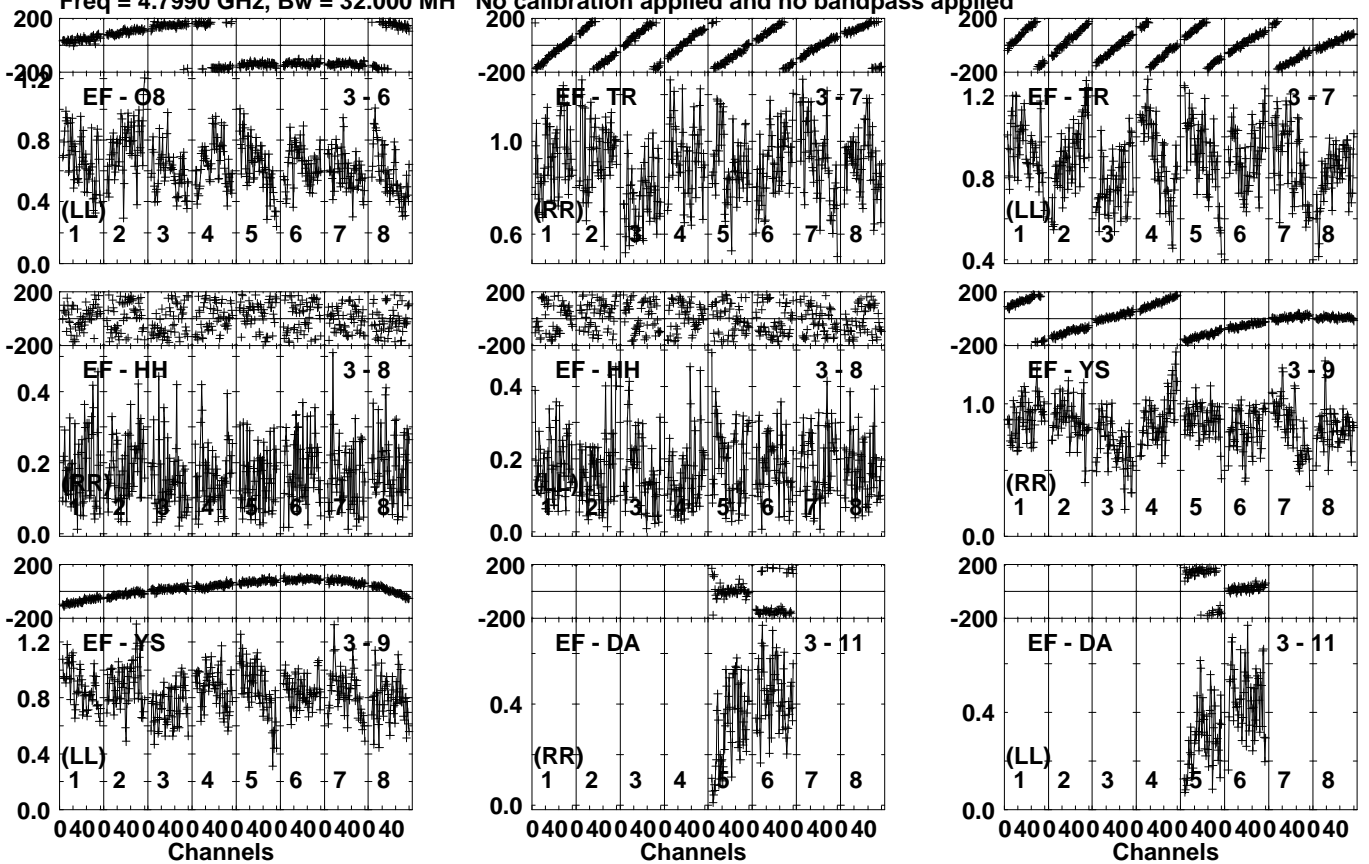 Freq = 4.7990 GHz, Bw = 32.000 MH No calibration applied and no bandpass applied
200
-200
1.2
0.8
0.4
0.0
EF - O8
3 - 6
(LL)
1 2 3 4 5 6 7 8
200
-200
1.0
0.6
EF - TR
3 - 7
(RR)
1 2 3 4 5 6 7 8
200
-200
1.2
0.8
0.4
EF - TR
3 - 7
(LL)
1 2 3 4 5 6 7 8
200
-200
0.4
0.2
0.0
EF - HH
3 - 8
(RR)
1 2 3 4 5 6 7 8
200
-200
0.4
0.2
0.0
EF - HH
3 - 8
(LL)
1 2 3 4 5 6 7 8
200
-200
1.0
0.0
EF - YS
3 - 9
(RR)
1 2 3 4 5 6 7 8
200
-200
1.2
0.8
0.4
0.0
EF - YS
3 - 9
(LL)
1 2 3 4 5 6 7 8
0 40 0 40 0 40 0 40 0 40 0 40 0 40 0 40
Channels
200
-200
0.4
0.0
EF - DA
3 - 11
(RR)
1 2 3 4 5 6 7 8
0 40 0 40 0 40 0 40 0 40 0 40 0 40 0 40
Channels
200
-200
0.4
0.0
EF - DA
3 - 11
(LL)
1 2 3 4 5 6 7 8
0 40 0 40 0 40 0 40 0 40 0 40 0 40 0 40
Channels